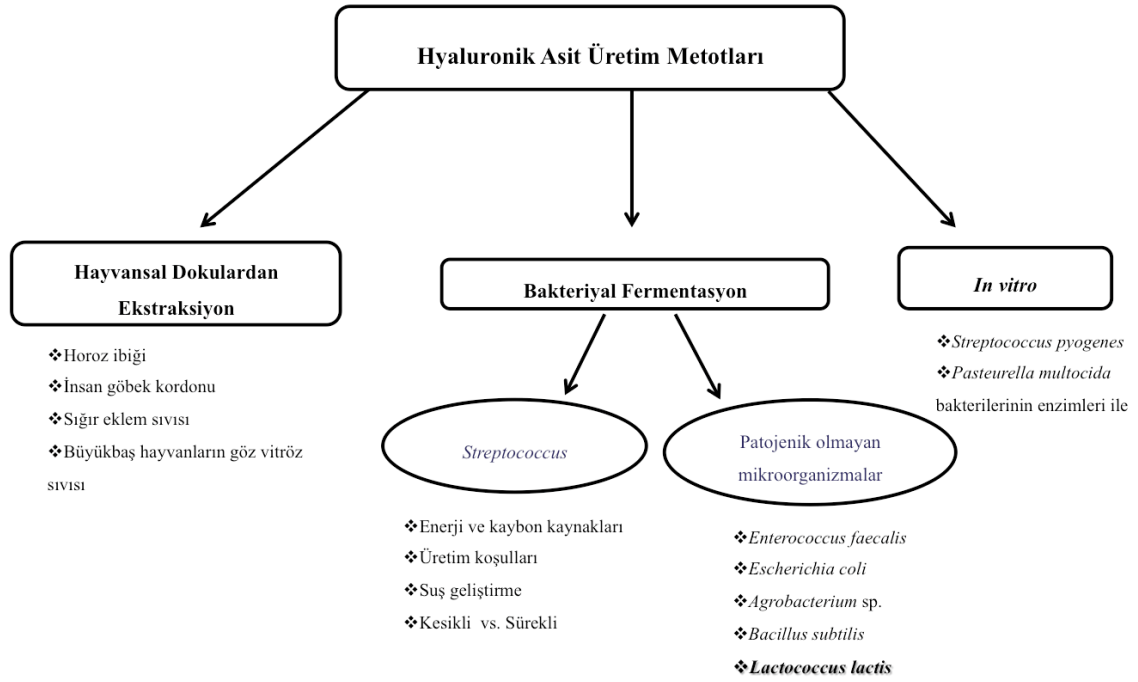 Hyaluronik Asit Üretim Metotları
Hayvansal Dokulardan
Ekstraksiyon
❖Horoz ibiği
❖İnsan göbek kordonu
❖Sığır eklem sıvısı
❖Büyükbaş hayvanların göz vitröz
sıvısı
Bakteriyal Fermentasyon
Streptococcus
❖Enerji ve kaybon kaynakları
❖Üretim koşulları
❖Suş geliştirme
❖Kesikli vs. Sürekli
Patojenik olmayan
mikroorganizmalar
❖Enterococcus faecalis
❖Escherichia coli
❖Agrobacterium sp.
❖Bacillus subtilis
❖Lactococcus lactis
In vitro
❖Streptococcus pyogenes
❖Pasteurella multocida
bakterilerinin enzimleri ile